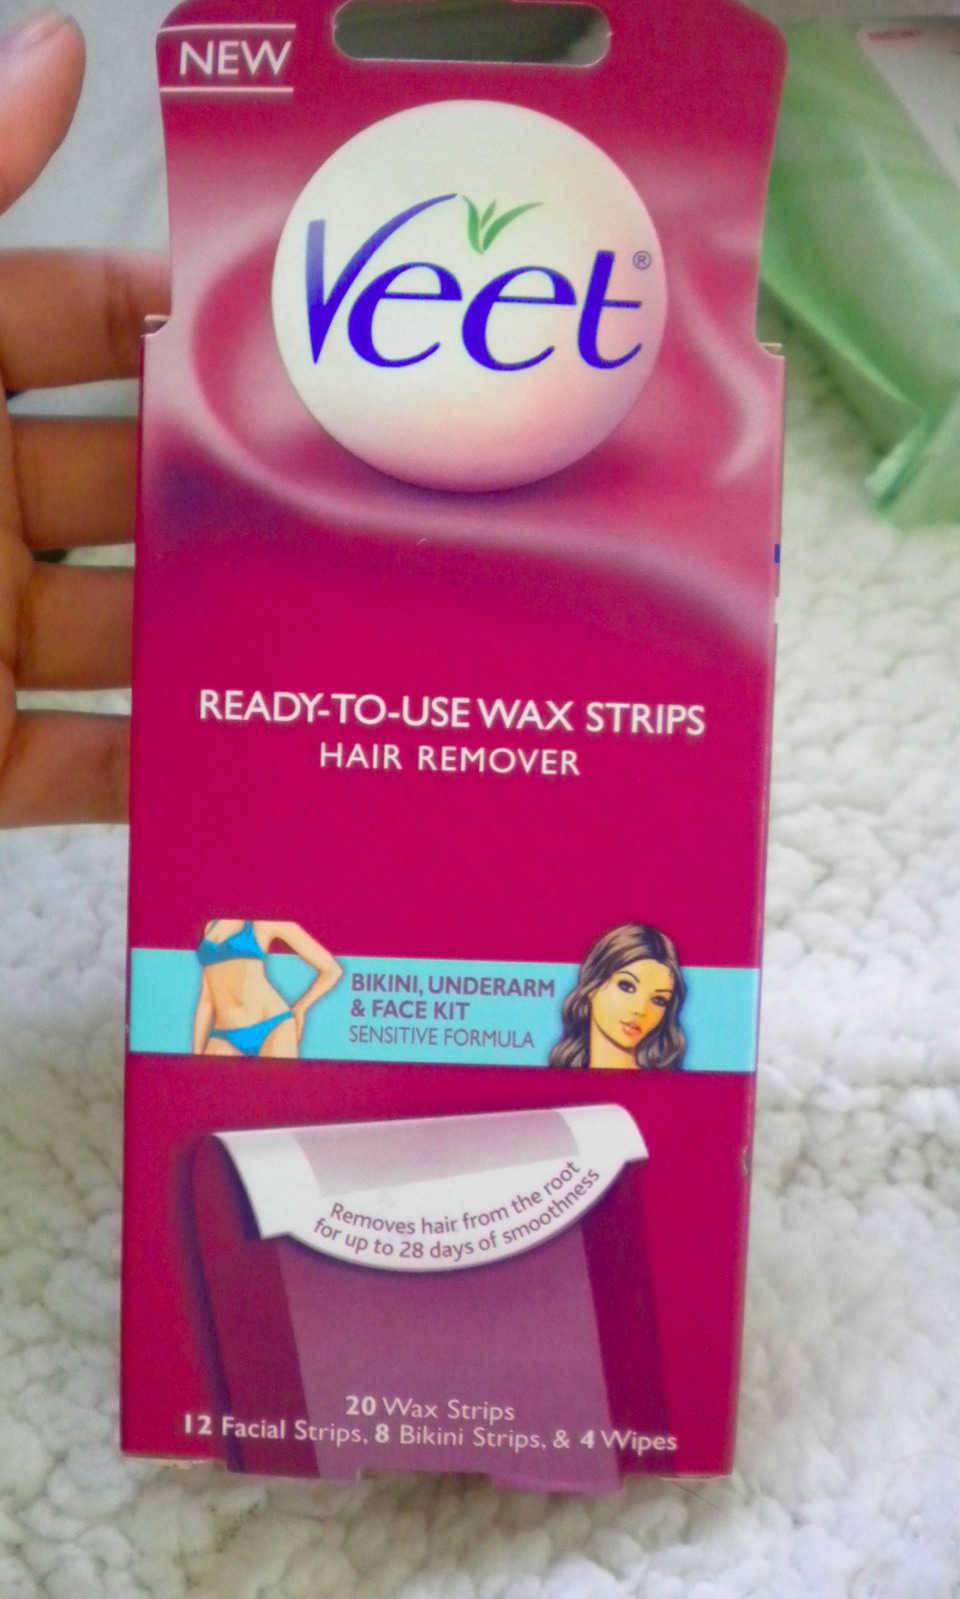 NEW
Veet®
READY-TO-USE WAX STRIPS
HAIR REMOVER
BIKINI, UNDERARM
& FACE KIT
SENSITIVE FORMULA
Removes hair from the root
for up to 28 days of smoothness
20 Wax Strips
12 Facial Strips, 8 Bikini Strips, & 4 Wipes